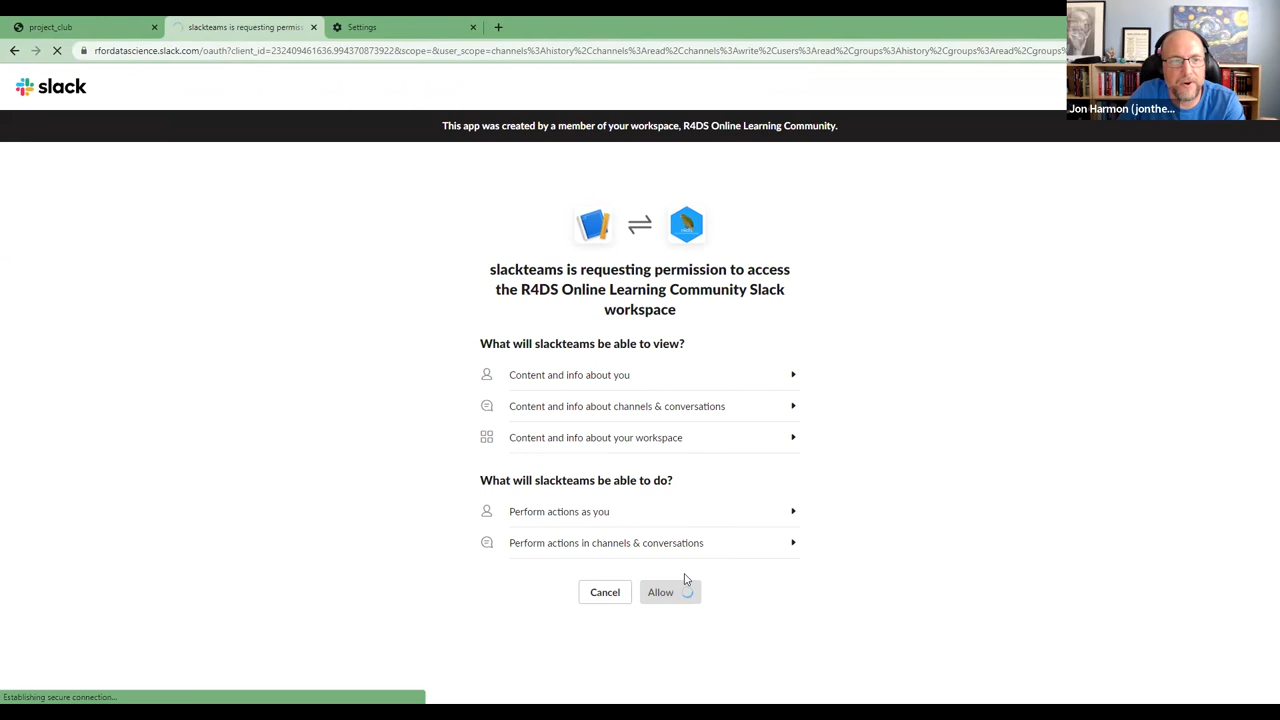 project_club
slackteams is requesting permis
Settings
rfordatascience.slack.com/oauth?client_id=232409461636.994370873922&scope=&user_scope=channels%3Ahistory%2Cchannels%3Aread%2Cchannels%3Awrite%2Cusers%3Aread%2Cgroups%3Ahistory%2Cgroups%3Aread%2Cgroups%
Jon Harmon (jonthe...
slack
This app was created by a member of your workspace, R4DS Online Learning Community.
slackteams is requesting permission to access
the R4DS Online Learning Community Slack
workspace
What will slackteams be able to view?
Content and info about you
Content and info about channels & conversations
Content and info about your workspace
What will slackteams be able to do?
Perform actions as you
Perform actions in channels & conversations
Cancel
Allow
Establishing secure connection...